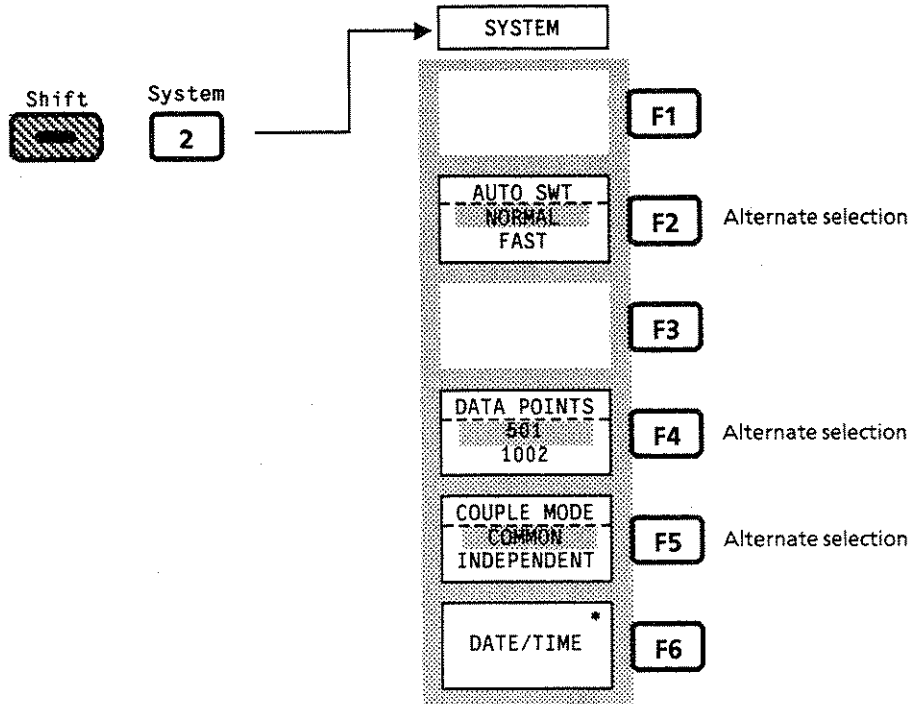 SYSTEM
Shift
System
2
F1
AUTO SWT
NORMAL
FAST
F2
Alternate selection
F3
DATA POINTS
501
1002
F4
Alternate selection
COUPLE MODE
COMMON
INDEPENDENT
F5
Alternate selection
*
DATE/TIME
F6